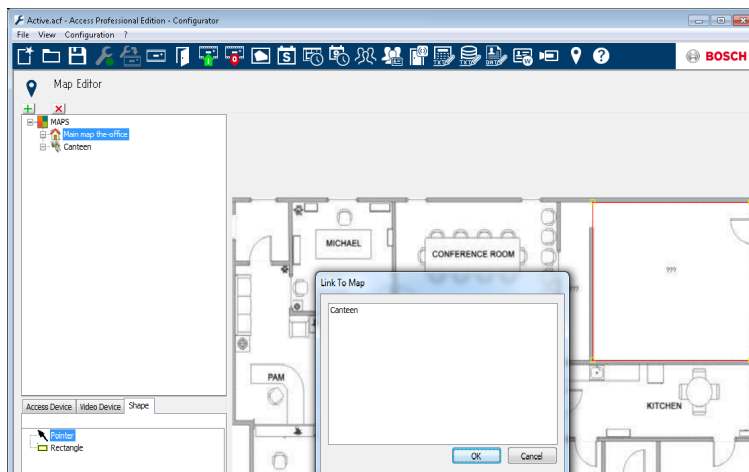 Active.acf - Access Professional Edition - Configurator
File View Configuration ?
BOSCH
Map Editor
MAPS
Main map the-office
Canteen
MICHAEL
CONFERENCE ROOM
???
???
Link To Map
Canteen
PAM
KITCHEN
Access Device Video Device Shape
Pointer
Rectangle
OK Cancel